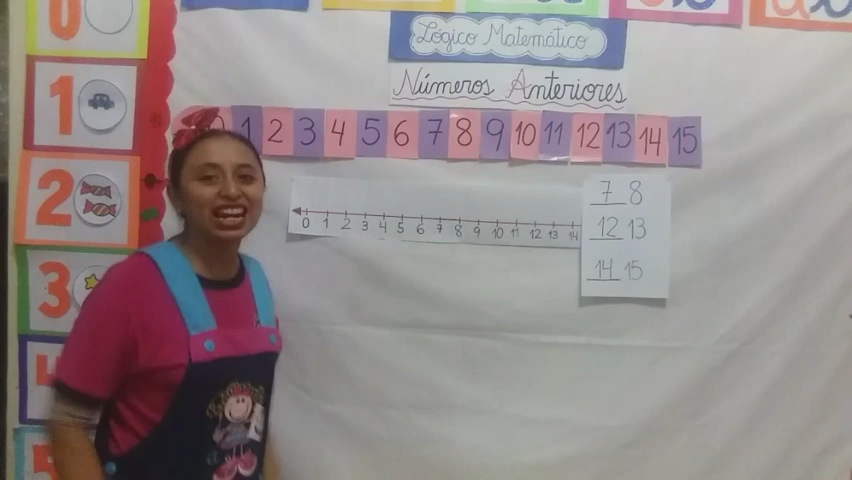 Lógico Matemático
Números Anteriores
0 1 2 3 4 5 6 7 8 9 10 11 12 13 14 15
0 1 2 3 4 5 6 7 8 9 10 11 12 13 14
7 8
12 13
14 15
0
1
2
3
4
5